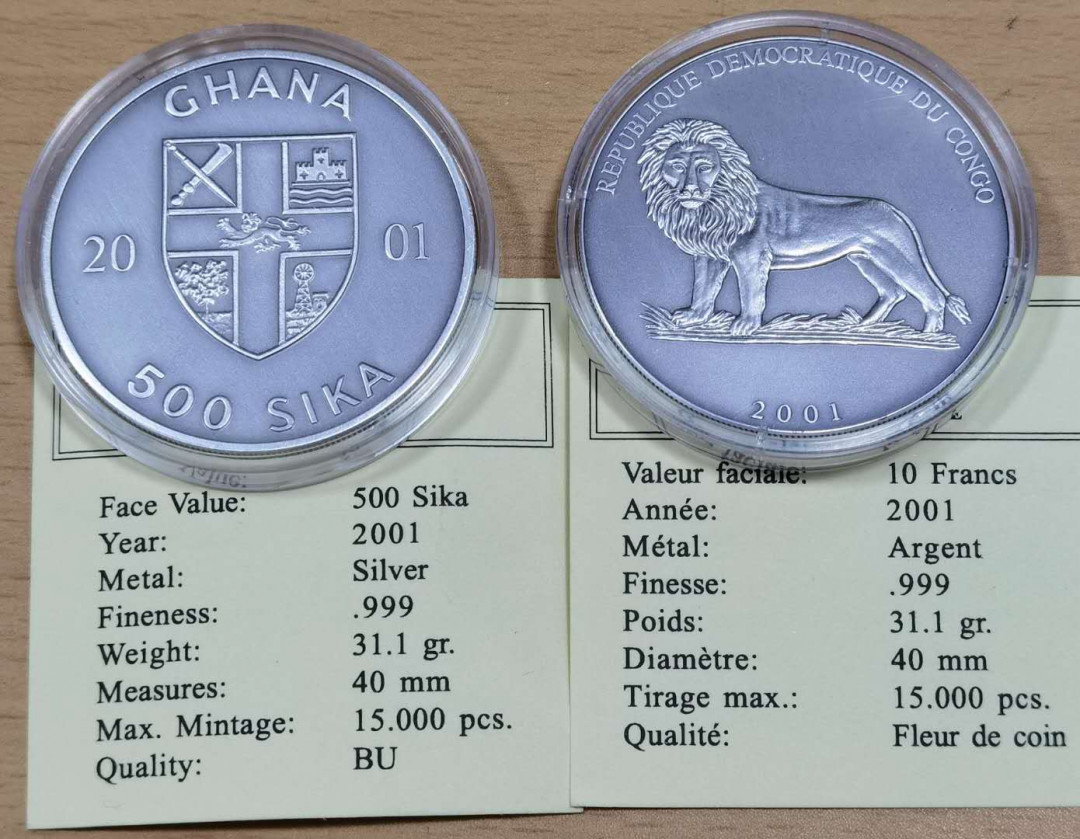 GHANA
20 01
500 SIKA
REPUBLIQUE DEMOCRATIQUE DU CONGO
2001
Face Value: 500 Sika
Year: 2001
Metal: Silver
Fineness: .999
Weight: 31.1 gr.
Measures: 40 mm
Max. Mintage: 15.000 pcs.
Quality: BU
Valeur faciale: 10 Francs
Année: 2001
Métal: Argent
Finesse: .999
Poids: 31.1 gr.
Diamètre: 40 mm
Tirage max.: 15.000 pcs.
Qualité: Fleur de coin